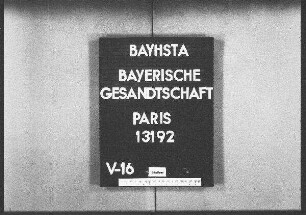 BAYHSTA
BAYERISCHE
GESANDTSCHAFT
PARIS
13192
V-16